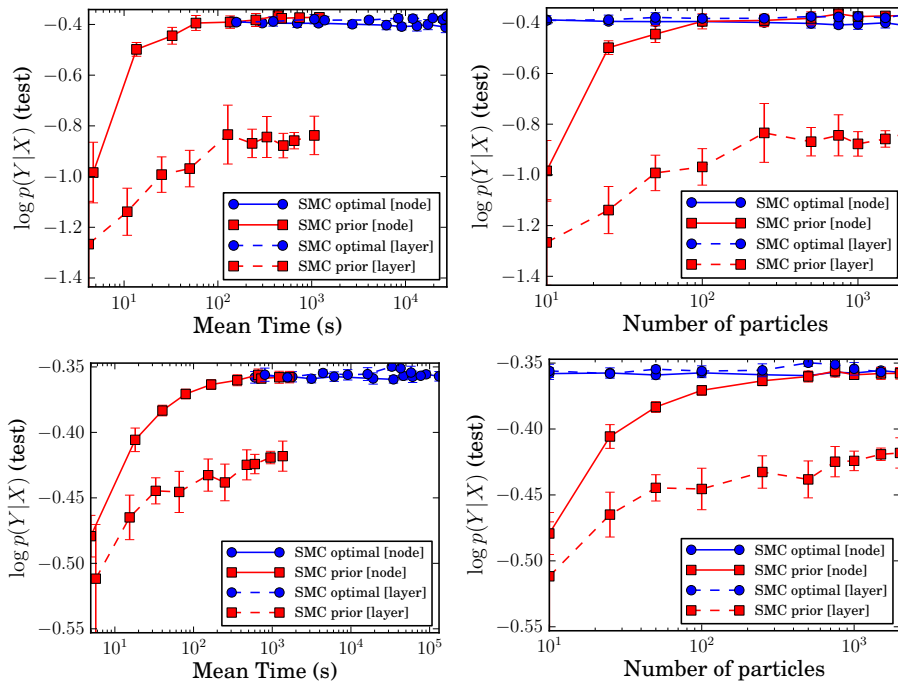 −0.4
−0.6
−0.8
−1.0
−1.2
−1.4
log p(Y|X) (test)
10¹ 10² 10³ 10⁴
Mean Time (s)
SMC optimal [node]
SMC prior [node]
SMC optimal [layer]
SMC prior [layer]
−0.4
−0.6
−0.8
−1.0
−1.2
−1.4
log p(Y|X) (test)
10¹ 10² 10³
Number of particles
SMC optimal [node]
SMC prior [node]
SMC optimal [layer]
SMC prior [layer]
−0.35
−0.40
−0.45
−0.50
−0.55
log p(Y|X) (test)
10¹ 10² 10³ 10⁴ 10⁵
Mean Time (s)
SMC optimal [node]
SMC prior [node]
SMC optimal [layer]
SMC prior [layer]
−0.35
−0.40
−0.45
−0.50
−0.55
log p(Y|X) (test)
10¹ 10² 10³
Number of particles
SMC optimal [node]
SMC prior [node]
SMC optimal [layer]
SMC prior [layer]